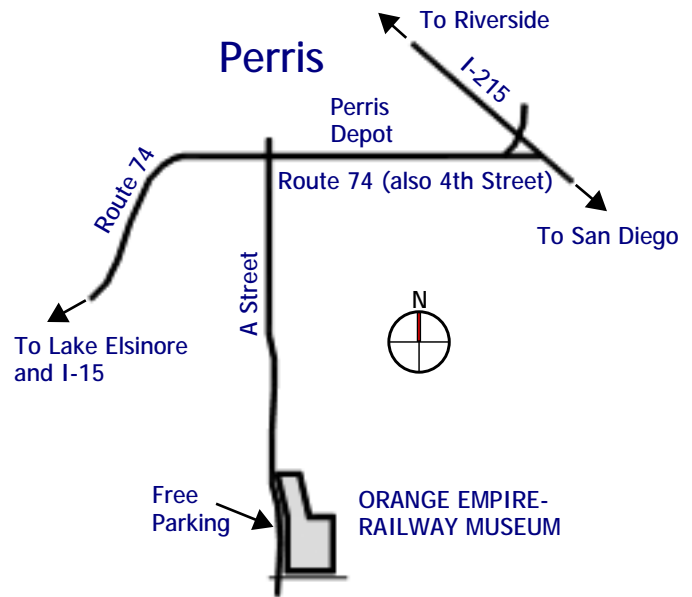 To Riverside
Perris
I-215
Perris
Depot
Route 74
Route 74 (also 4th Street)
To San Diego
A Street
N
To Lake Elsinore
and I-15
Free
Parking
ORANGE EMPIRE-
RAILWAY MUSEUM